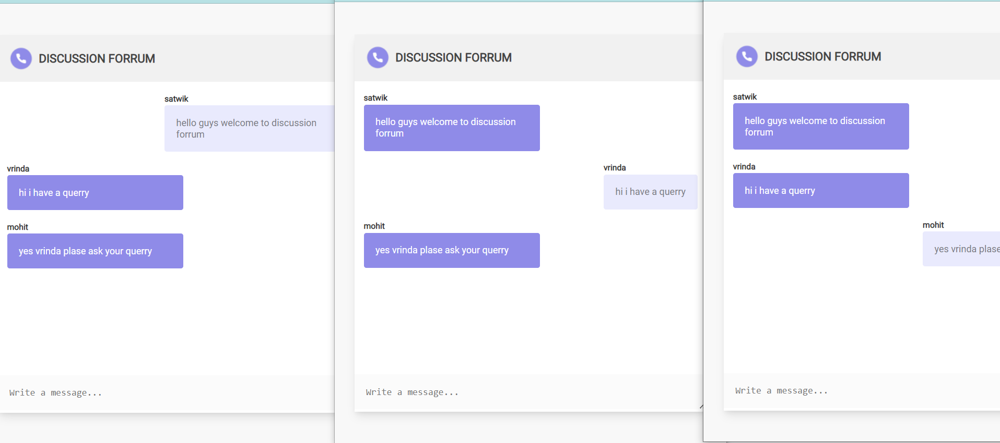 DISCUSSION FORRUM
satwik
hello guys welcome to discussion
forrum
vrinda
hi i have a querry
mohit
yes vrinda plase ask your querry
Write a message...
DISCUSSION FORRUM
satwik
hello guys welcome to discussion
forrum
vrinda
hi i have a querry
mohit
yes vrinda plase ask your querry
Write a message...
DISCUSSION FORRUM
satwik
hello guys welcome to discussion
forrum
vrinda
hi i have a querry
mohit
yes vrinda plase
Write a message...